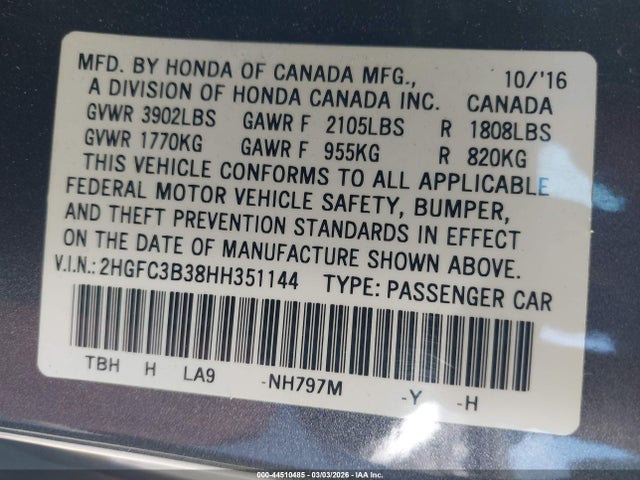 MFD. BY HONDA OF CANADA MFG., 10/'16
A DIVISION OF HONDA CANADA INC. CANADA
GVWR 3902LBS GAWR F 2105LBS R 1808LBS
GVWR 1770KG GAWR F 955KG R 820KG
THIS VEHICLE CONFORMS TO ALL APPLICABLE
FEDERAL MOTOR VEHICLE SAFETY, BUMPER,
AND THEFT PREVENTION STANDARDS IN EFFECT
ON THE DATE OF MANUFACTURE SHOWN ABOVE.
V.I.N.: 2HGFC3B38HH351144 TYPE: PASSENGER CAR
TBH H LA9 -NH797M -Y -H
000-44510485 - 03/03/2026 - IAA Inc.